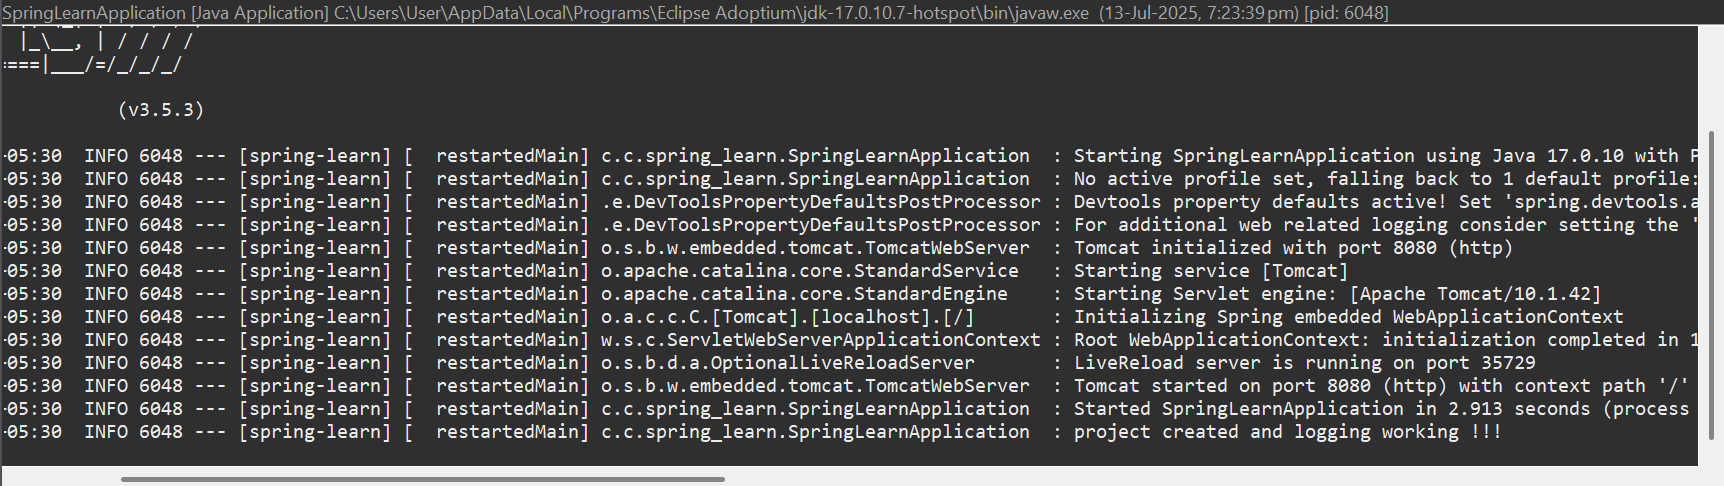 SpringLearnApplication [Java Application] C:\Users\User\AppData\Local\Programs\Eclipse Adoptium\jdk-17.0.10.7-hotspot\bin\javaw.exe  (13-Jul-2025, 7:23:39 pm) [pid: 6048]
|_\__, | / / / /
====|___/=/_/_/_/
(v3.5.3)
-05:30  INFO 6048 --- [spring-learn] [  restartedMain] c.c.spring_learn.SpringLearnApplication  : Starting SpringLearnApplication using Java 17.0.10 with P
-05:30  INFO 6048 --- [spring-learn] [  restartedMain] c.c.spring_learn.SpringLearnApplication  : No active profile set, falling back to 1 default profile:
-05:30  INFO 6048 --- [spring-learn] [  restartedMain] .e.DevToolsPropertyDefaultsPostProcessor : Devtools property defaults active! Set 'spring.devtools.a
-05:30  INFO 6048 --- [spring-learn] [  restartedMain] .e.DevToolsPropertyDefaultsPostProcessor : For additional web related logging consider setting the '
-05:30  INFO 6048 --- [spring-learn] [  restartedMain] o.s.b.w.embedded.tomcat.TomcatWebServer  : Tomcat initialized with port 8080 (http)
-05:30  INFO 6048 --- [spring-learn] [  restartedMain] o.apache.catalina.core.StandardService   : Starting service [Tomcat]
-05:30  INFO 6048 --- [spring-learn] [  restartedMain] o.apache.catalina.core.StandardEngine    : Starting Servlet engine: [Apache Tomcat/10.1.42]
-05:30  INFO 6048 --- [spring-learn] [  restartedMain] o.a.c.c.C.[Tomcat].[localhost].[/]       : Initializing Spring embedded WebApplicationContext
-05:30  INFO 6048 --- [spring-learn] [  restartedMain] w.s.c.ServletWebServerApplicationContext : Root WebApplicationContext: initialization completed in 1
-05:30  INFO 6048 --- [spring-learn] [  restartedMain] o.s.b.d.a.OptionalLiveReloadServer       : LiveReload server is running on port 35729
-05:30  INFO 6048 --- [spring-learn] [  restartedMain] o.s.b.w.embedded.tomcat.TomcatWebServer  : Tomcat started on port 8080 (http) with context path '/'
-05:30  INFO 6048 --- [spring-learn] [  restartedMain] c.c.spring_learn.SpringLearnApplication  : Started SpringLearnApplication in 2.913 seconds (process
-05:30  INFO 6048 --- [spring-learn] [  restartedMain] c.c.spring_learn.SpringLearnApplication  : project created and logging working !!!